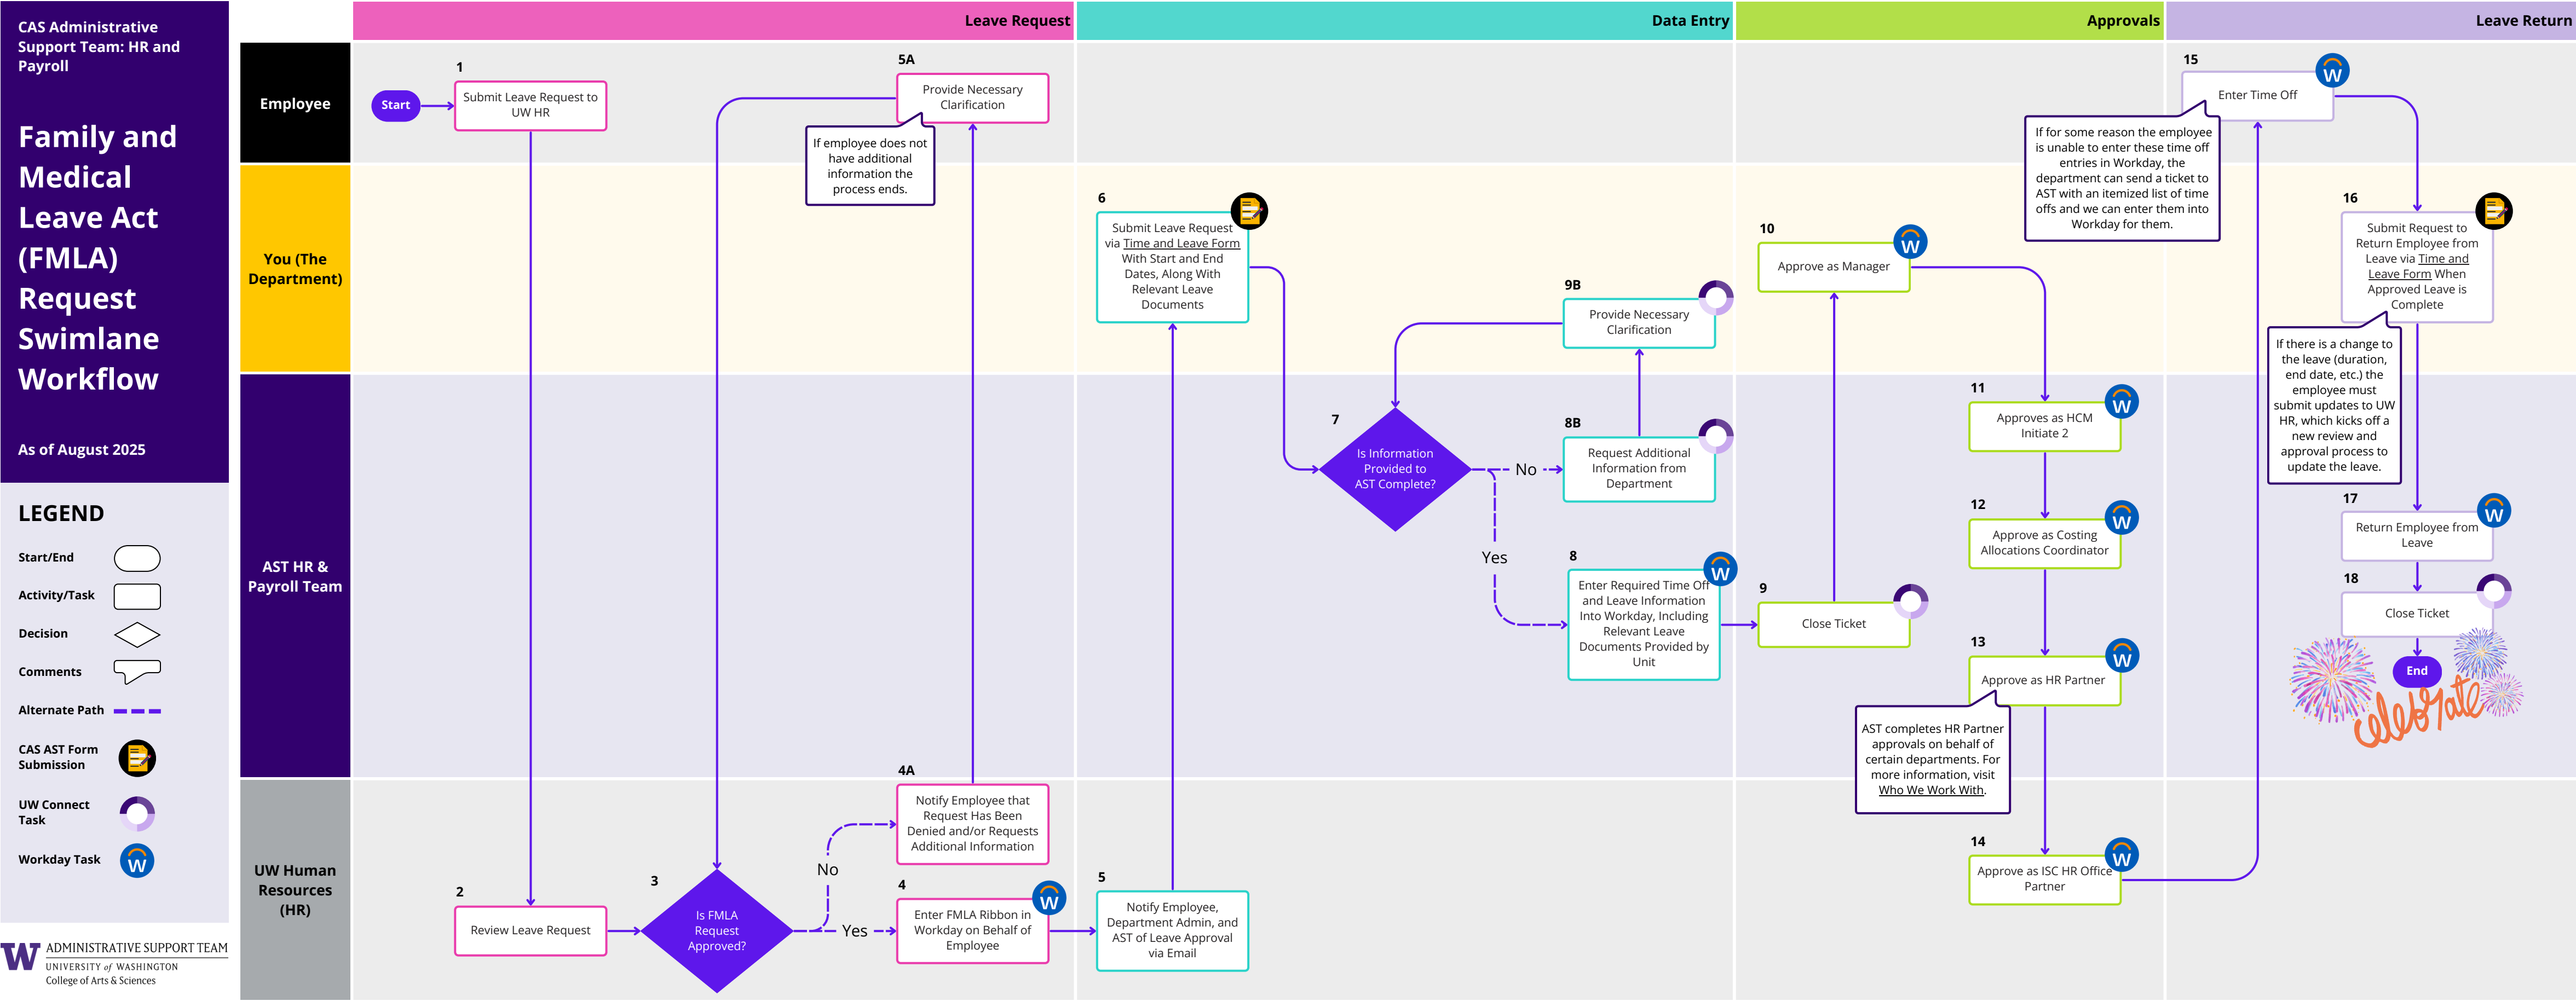 CAS Administrative
Support Team: HR and
Payroll
Family and
Medical
Leave Act
(FMLA)
Request
Swimlane
Workflow
As of August 2025
LEGEND
Start/End
Activity/Task
Decision
Comments
Alternate Path
CAS AST Form
Submission
UW Connect
Task
Workday Task
W
W ADMINISTRATIVE SUPPORT TEAM
UNIVERSITY of WASHINGTON
College of Arts & Sciences
Leave Request
Data Entry
Approvals
Leave Return
Employee
You (The
Department)
AST HR &
Payroll Team
UW Human
Resources
(HR)
Start
1
Submit Leave Request to
UW HR
2
Review Leave Request
3
Is FMLA
Request
Approved?
No
Yes
4A
Notify Employee that
Request Has Been
Denied and/or Requests
Additional Information
5A
Provide Necessary
Clarification
If employee does not
have additional
information the
process ends.
4
W
Enter FMLA Ribbon in
Workday on Behalf of
Employee
5
Notify Employee,
Department Admin, and
AST of Leave Approval
via Email
6
Submit Leave Request
via Time and Leave Form
With Start and End
Dates, Along With
Relevant Leave
Documents
7
Is Information
Provided to
AST Complete?
No
Yes
8B
Request Additional
Information from
Department
9B
Provide Necessary
Clarification
8
W
Enter Required Time Off
and Leave Information
Into Workday, Including
Relevant Leave
Documents Provided by
Unit
9
Close Ticket
10
W
Approve as Manager
11
W
Approves as HCM
Initiate 2
12
W
Approve as Costing
Allocations Coordinator
13
W
Approve as HR Partner
AST completes HR Partner
approvals on behalf of
certain departments. For
more information, visit
Who We Work With.
14
W
Approve as ISC HR Office
Partner
15
W
Enter Time Off
If for some reason the employee
is unable to enter these time off
entries in Workday, the
department can send a ticket to
AST with an itemized list of time
offs and we can enter them into
Workday for them.
16
Submit Request to
Return Employee from
Leave via Time and
Leave Form When
Approved Leave is
Complete
If there is a change to
the leave (duration,
end date, etc.) the
employee must
submit updates to UW
HR, which kicks off a
new review and
approval process to
update the leave.
17
W
Return Employee from
Leave
18
Close Ticket
End
celebrate